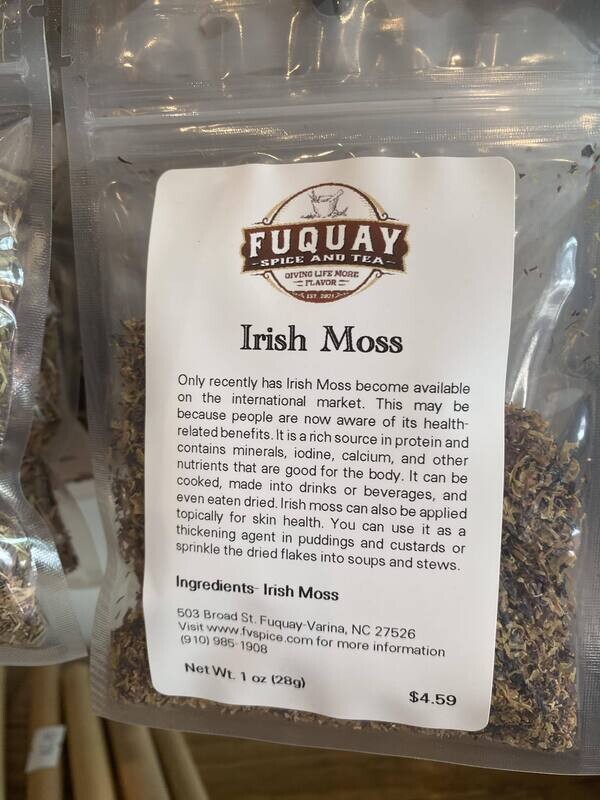 FUQUAY
SPICE AND TEA
GIVING LIFE MORE
FLAVOR
EST. 2021
Irish Moss
Only recently has Irish Moss become available
on the international market. This may be
because people are now aware of its health-
related benefits. It is a rich source in protein and
contains minerals, iodine, calcium, and other
nutrients that are good for the body. It can be
cooked, made into drinks or beverages, and
even eaten dried. Irish moss can also be applied
topically for skin health. You can use it as a
thickening agent in puddings and custards or
sprinkle the dried flakes into soups and stews.
Ingredients- Irish Moss
503 Broad St. Fuquay-Varina, NC 27526
Visit www.fvspice.com for more information
(910) 985-1908
Net Wt. 1 oz (28g)
$4.59